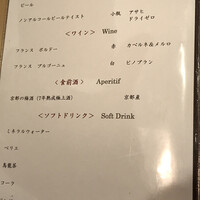 ビール
ノンアルコールビールテイスト 小瓶 アサヒ
ドライゼロ
<ワイン> Wine
フランス ボルドー 赤 カベルネ&メルロ
フランス ブルゴーニュ 白 ピノブラン
<食前酒> Aperitif
京都の梅酒 (7年熟成極上酒) 京都産
<ソフトドリンク> Soft Drink
ミネラルウォーター
ペリエ
烏龍茶
コーラ